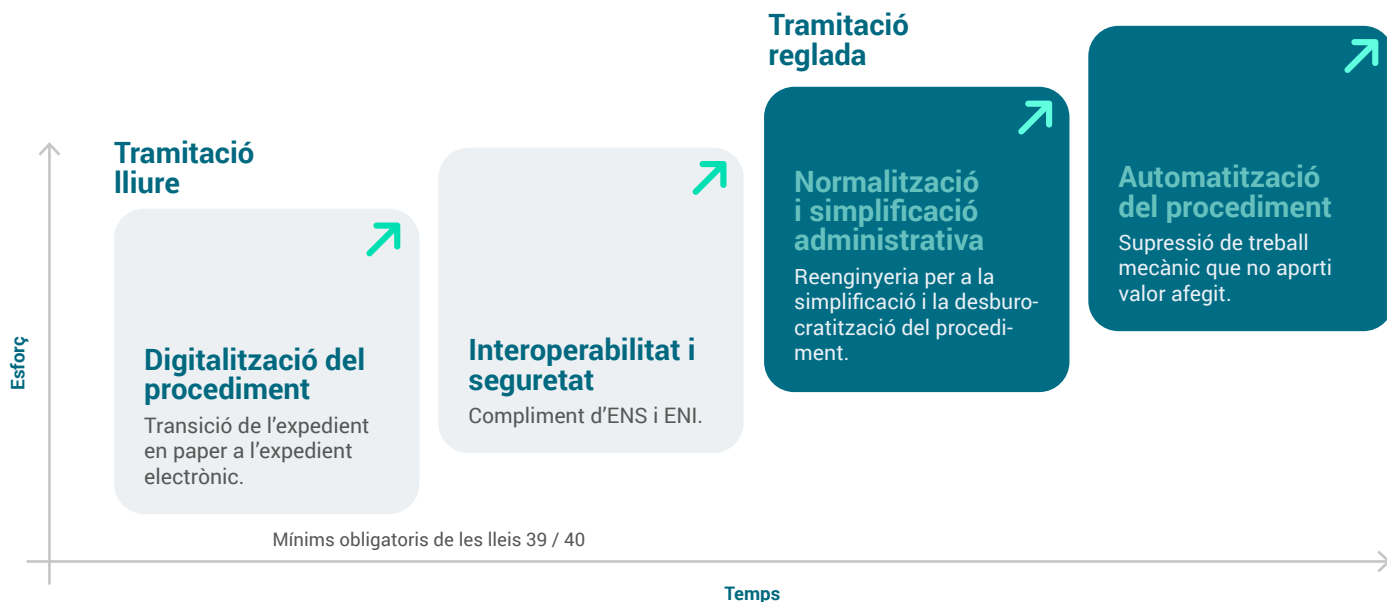 Tramitació
lliure
Digitalització del
procediment
Transició de l’expedient
en paper a l’expedient
electrònic.
Interoperabilitat i
seguretat
Compliment d’ENS i ENI.
Tramitació
reglada
Normalització
i simplificació
administrativa
Reenginyeria per a la
simplificació i la desburo-
cratització del procedi-
ment.
Automatització
del procediment
Supressió de treball
mecànic que no aporti
valor afegit.
Esforç
Mínims obligatoris de les lleis 39 / 40
Temps